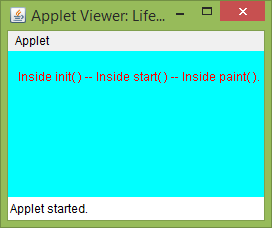 Applet Viewer: Life...
Applet
Inside init( ) -- Inside start( ) -- Inside paint( ).
Applet started.